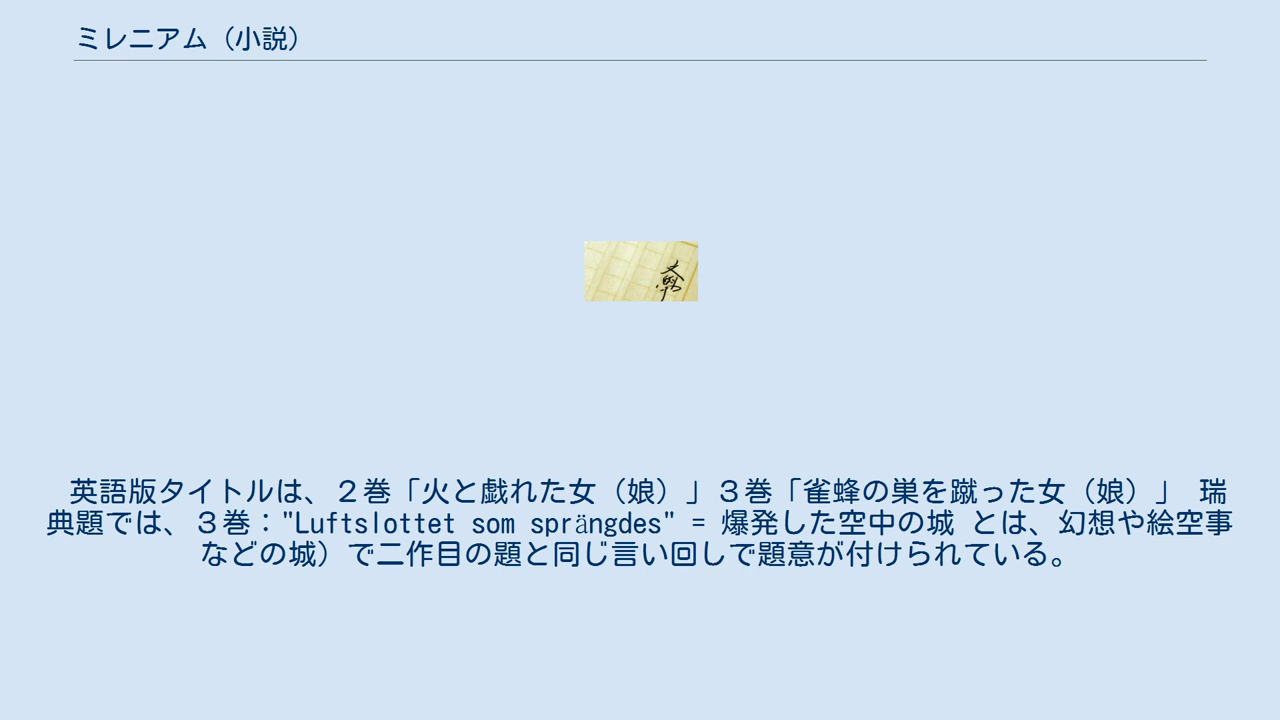 ミレニアム（小説）
英語版タイトルは、２巻「火と戯れた女（娘）」３巻「雀蜂の巣を蹴った女（娘）」 瑞
典題では、３巻："Luftslottet som sprängdes" = 爆発した空中の城 とは、幻想や絵空事
などの城）で二作目の題と同じ言い回しで題意が付けられている。